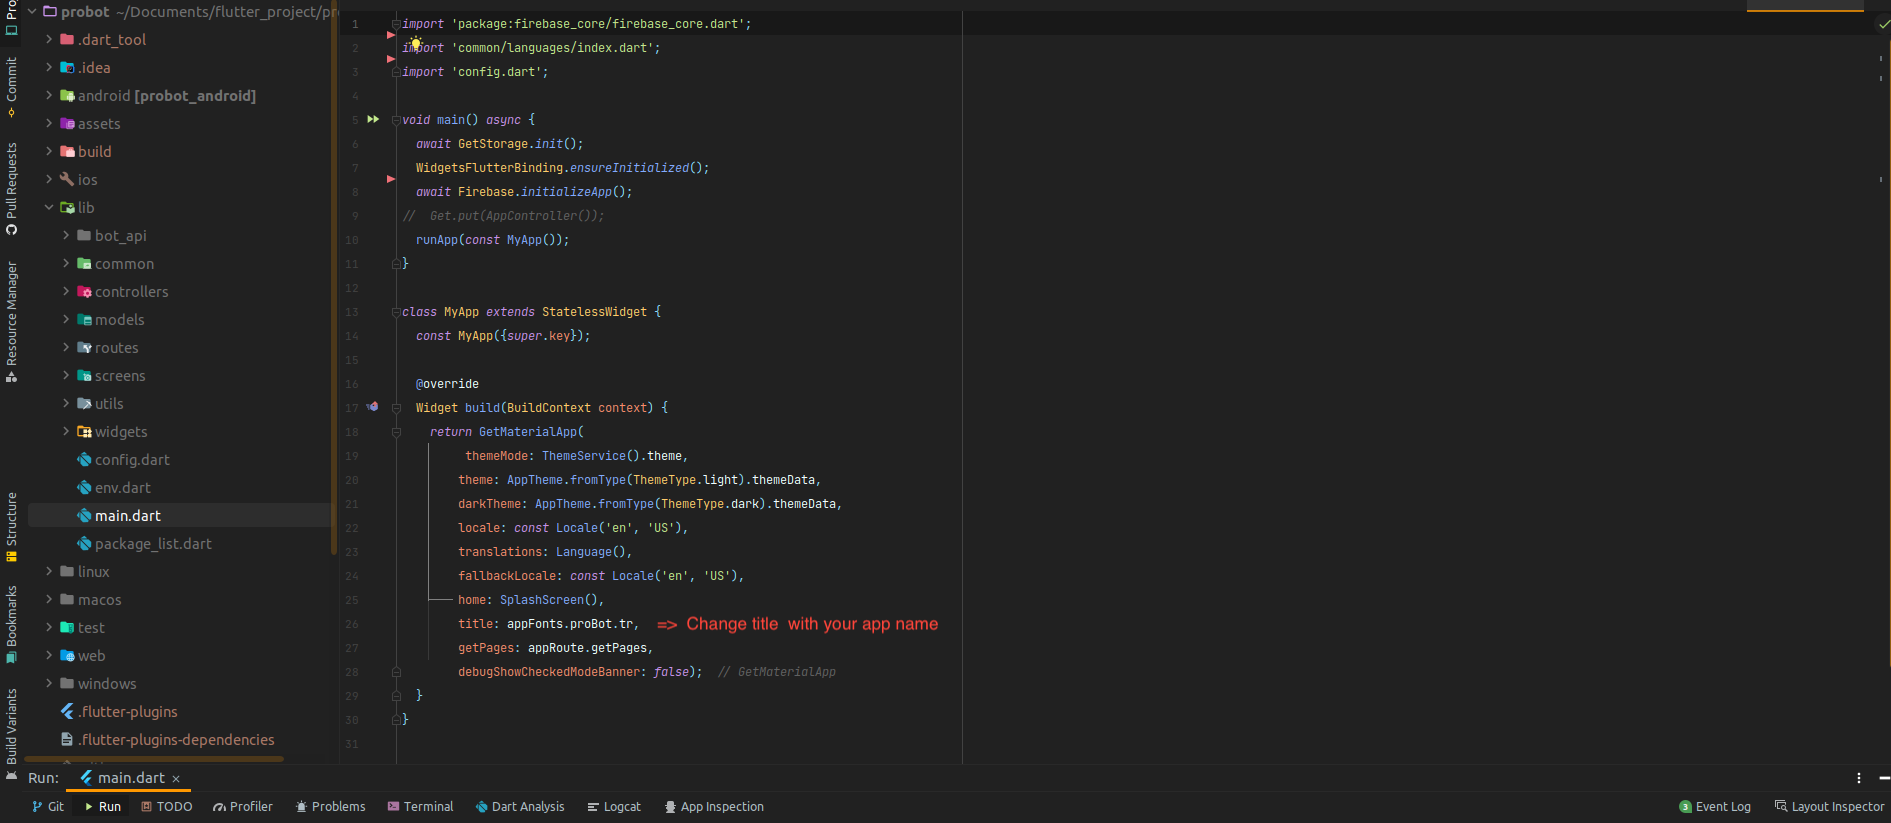 probot ~/Documents/flutter_project/pr
.dart_tool
.idea
android [probot_android]
assets
build
ios
lib
bot_api
common
controllers
models
routes
screens
utils
widgets
config.dart
env.dart
main.dart
package_list.dart
linux
macos
test
web
windows
.flutter-plugins
.flutter-plugins-dependencies
Commit
Pull Requests
Resource Manager
Structure
Bookmarks
Build Variants
1 import 'package:firebase_core/firebase_core.dart';
2 import 'common/languages/index.dart';
3 import 'config.dart';
4
5 void main() async {
6 await GetStorage.init();
7 WidgetsFlutterBinding.ensureInitialized();
8 await Firebase.initializeApp();
9 // Get.put(AppController());
10 runApp(const MyApp());
11 }
12
13 class MyApp extends StatelessWidget {
14 const MyApp({super.key});
15
16 @override
17 Widget build(BuildContext context) {
18 return GetMaterialApp(
19 themeMode: ThemeService().theme,
20 theme: AppTheme.fromType(ThemeType.light).themeData,
21 darkTheme: AppTheme.fromType(ThemeType.dark).themeData,
22 locale: const Locale('en', 'US'),
23 translations: Language(),
24 fallbackLocale: const Locale('en', 'US'),
25 home: SplashScreen(),
26 title: appFonts.proBot.tr, => Change title with your app name
27 getPages: appRoute.getPages,
28 debugShowCheckedModeBanner: false); // GetMaterialApp
29 }
30 }
31
Run: main.dart ×
Git Run TODO Profiler Problems Terminal Dart Analysis Logcat App Inspection 3 Event Log Layout Inspector